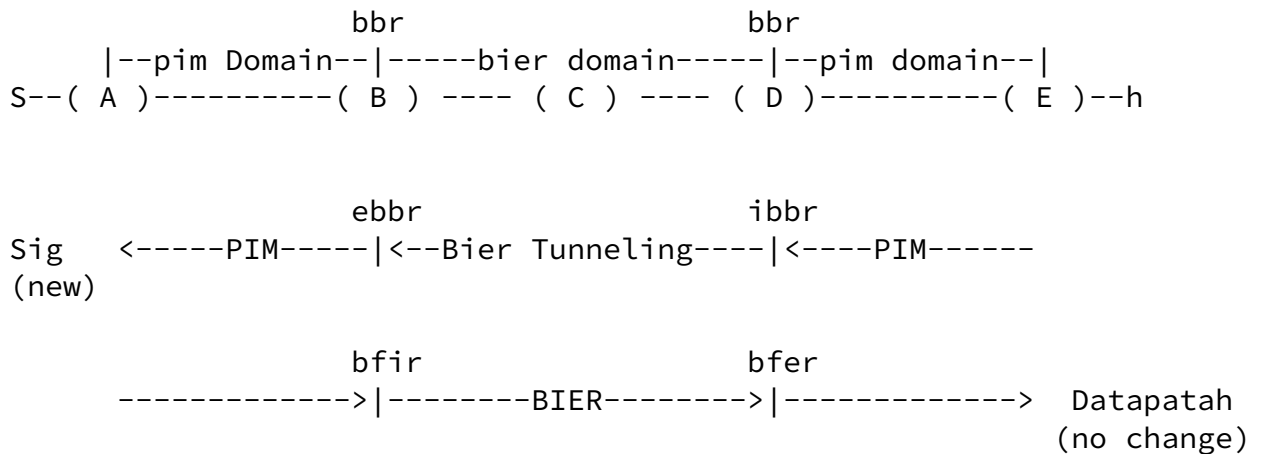 bbr bbr
|--pim Domain--|-----bier domain-----|--pim domain--|
S--( A )----------( B ) ---- ( C ) ---- ( D )----------( E )--h
ebbr ibbr
Sig <-----PIM-----|<--Bier Tunneling----|<----PIM------
(new)
bfir bfer
------------->|--------BIER-------->|-------------> Datapatah
(no change)